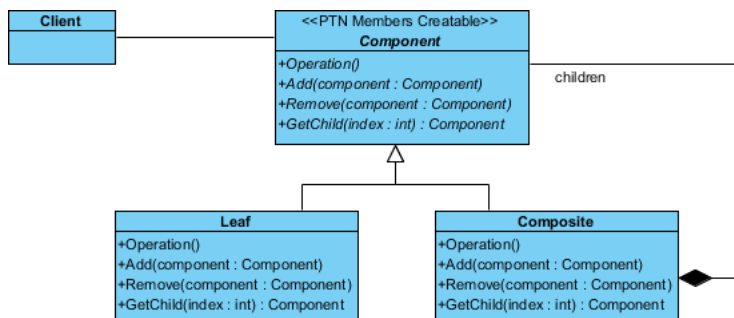 Client
<<PTN Members Creatable>>
Component
+Operation()
+Add(component : Component)
+Remove(component : Component)
+GetChild(index : int) : Component
children
Leaf
+Operation()
+Add(component : Component)
+Remove(component : Component)
+GetChild(index : int) : Component
Composite
+Operation()
+Add(component : Component)
+Remove(component : Component)
+GetChild(index : int) : Component